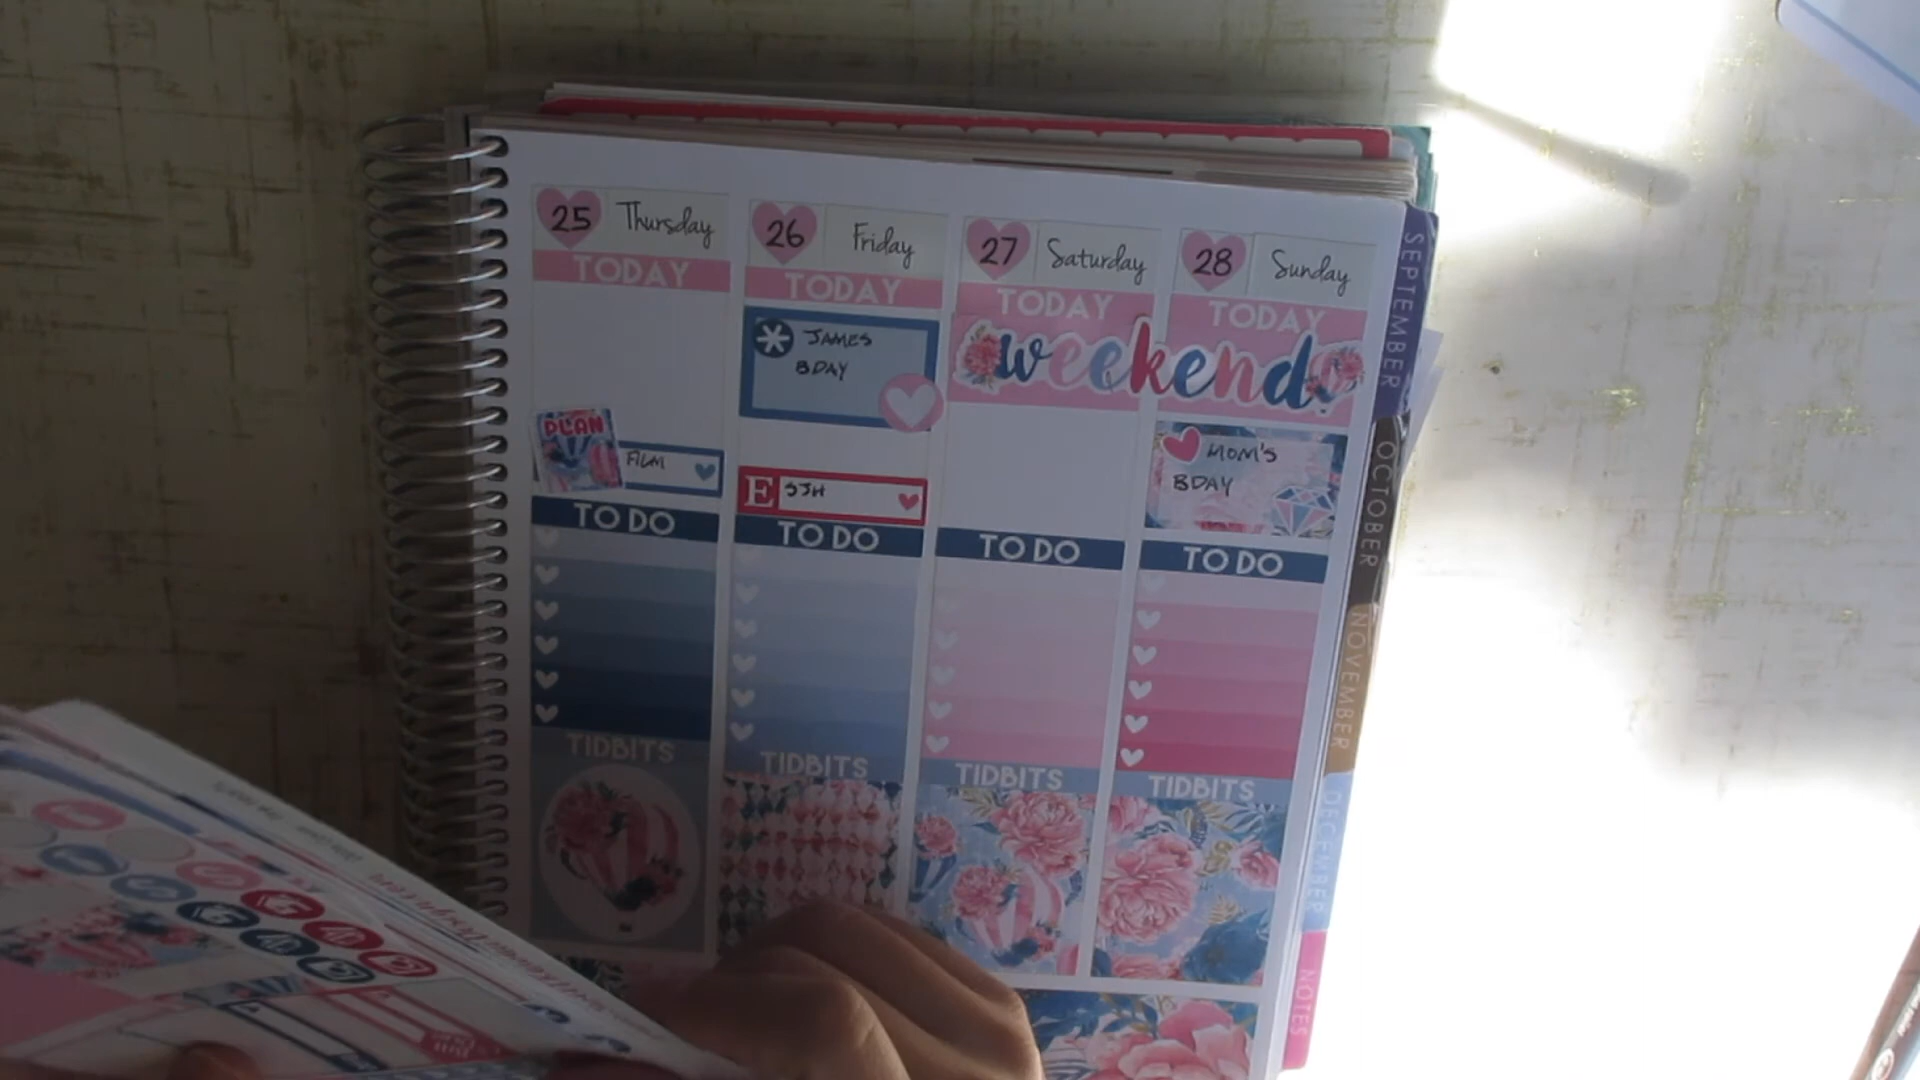 25 Thursday
26 Friday
27 Saturday
28 Sunday
TODAY
TODAY
TODAY
TODAY
weekend
JAMES
BDAY
PLAN
FILM
E SJH
MOM'S
BDAY
TO DO
TO DO
TO DO
TO DO
TIDBITS
TIDBITS
TIDBITS
TIDBITS
SEPTEMBER
OCTOBER
NOVEMBER
DECEMBER
NOTES